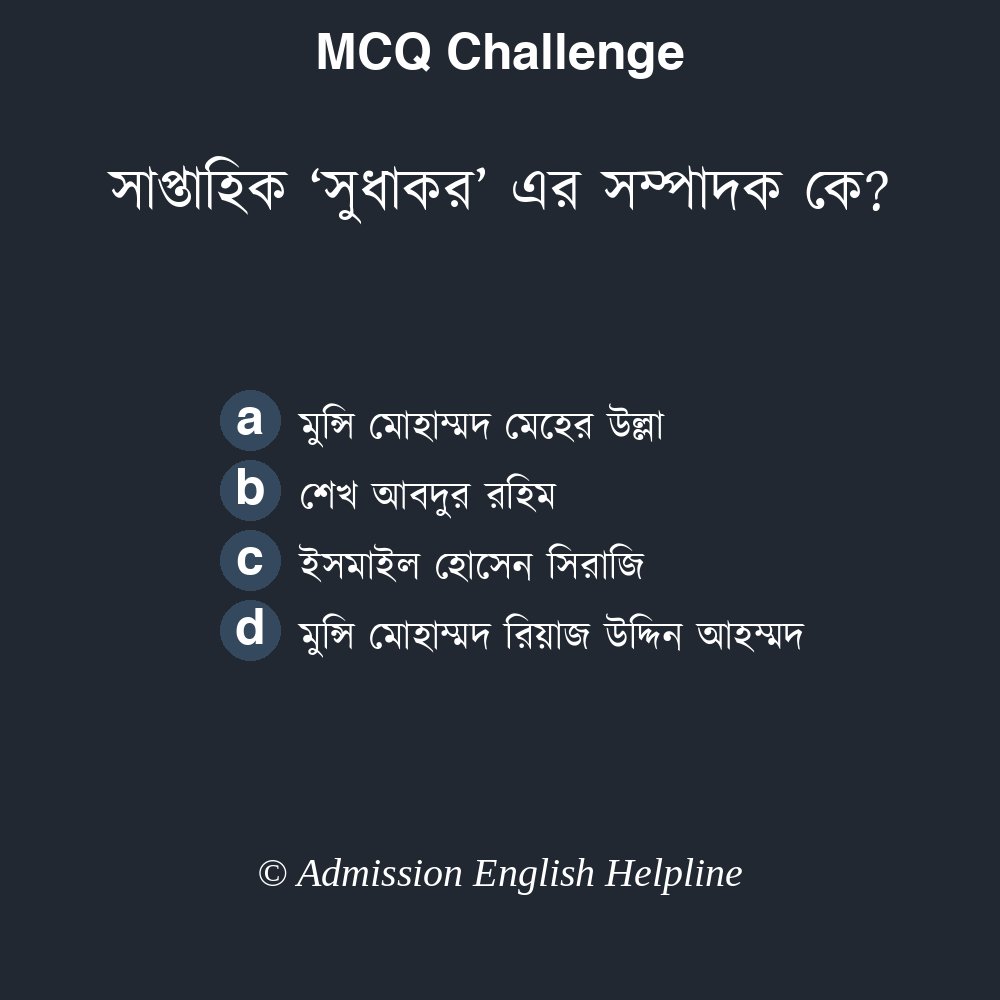 MCQ Challenge
সাপ্তাহিক ‘সুধাকর’ এর সম্পাদক কে?
a মুন্সি মোহাম্মদ মেহের উল্লা
b শেখ আবদুর রহিম
c ইসমাইল হোসেন সিরাজি
d মুন্সি মোহাম্মদ রিয়াজ উদ্দিন আহম্মদ
© Admission English Helpline